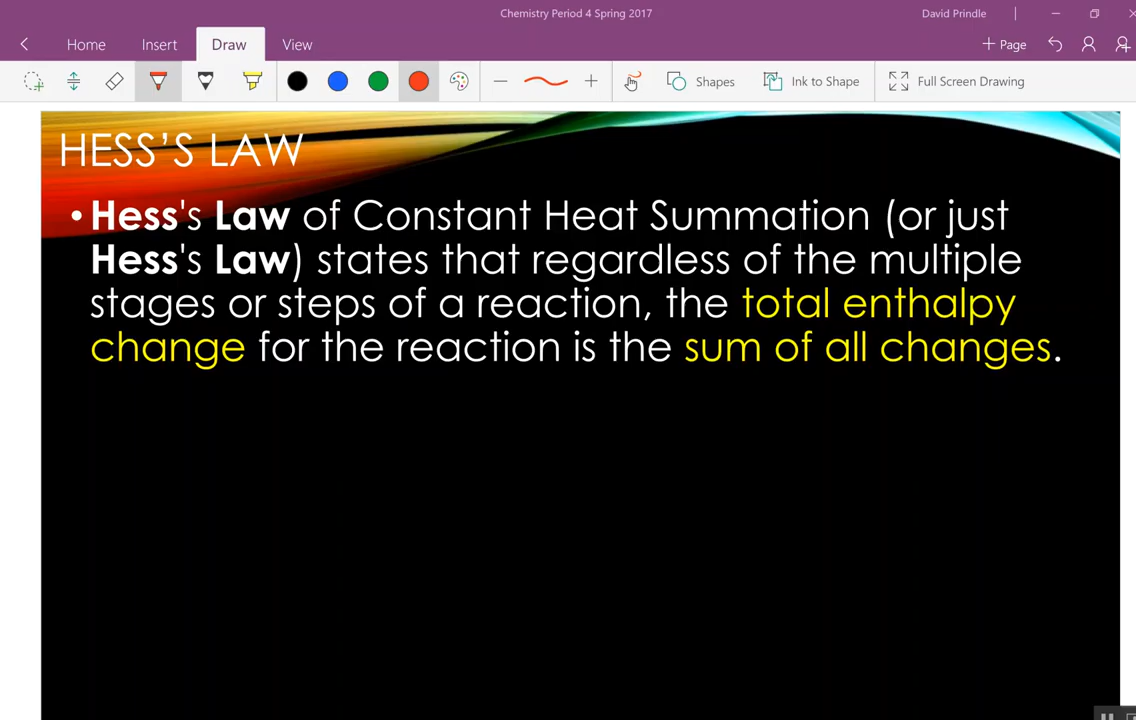 Chemistry Period 4 Spring 2017
David Prindle
Home Insert Draw View
Page
Shapes Ink to Shape Full Screen Drawing
HESS’S LAW
• Hess's Law of Constant Heat Summation (or just
Hess's Law) states that regardless of the multiple
stages or steps of a reaction, the total enthalpy
change for the reaction is the sum of all changes.